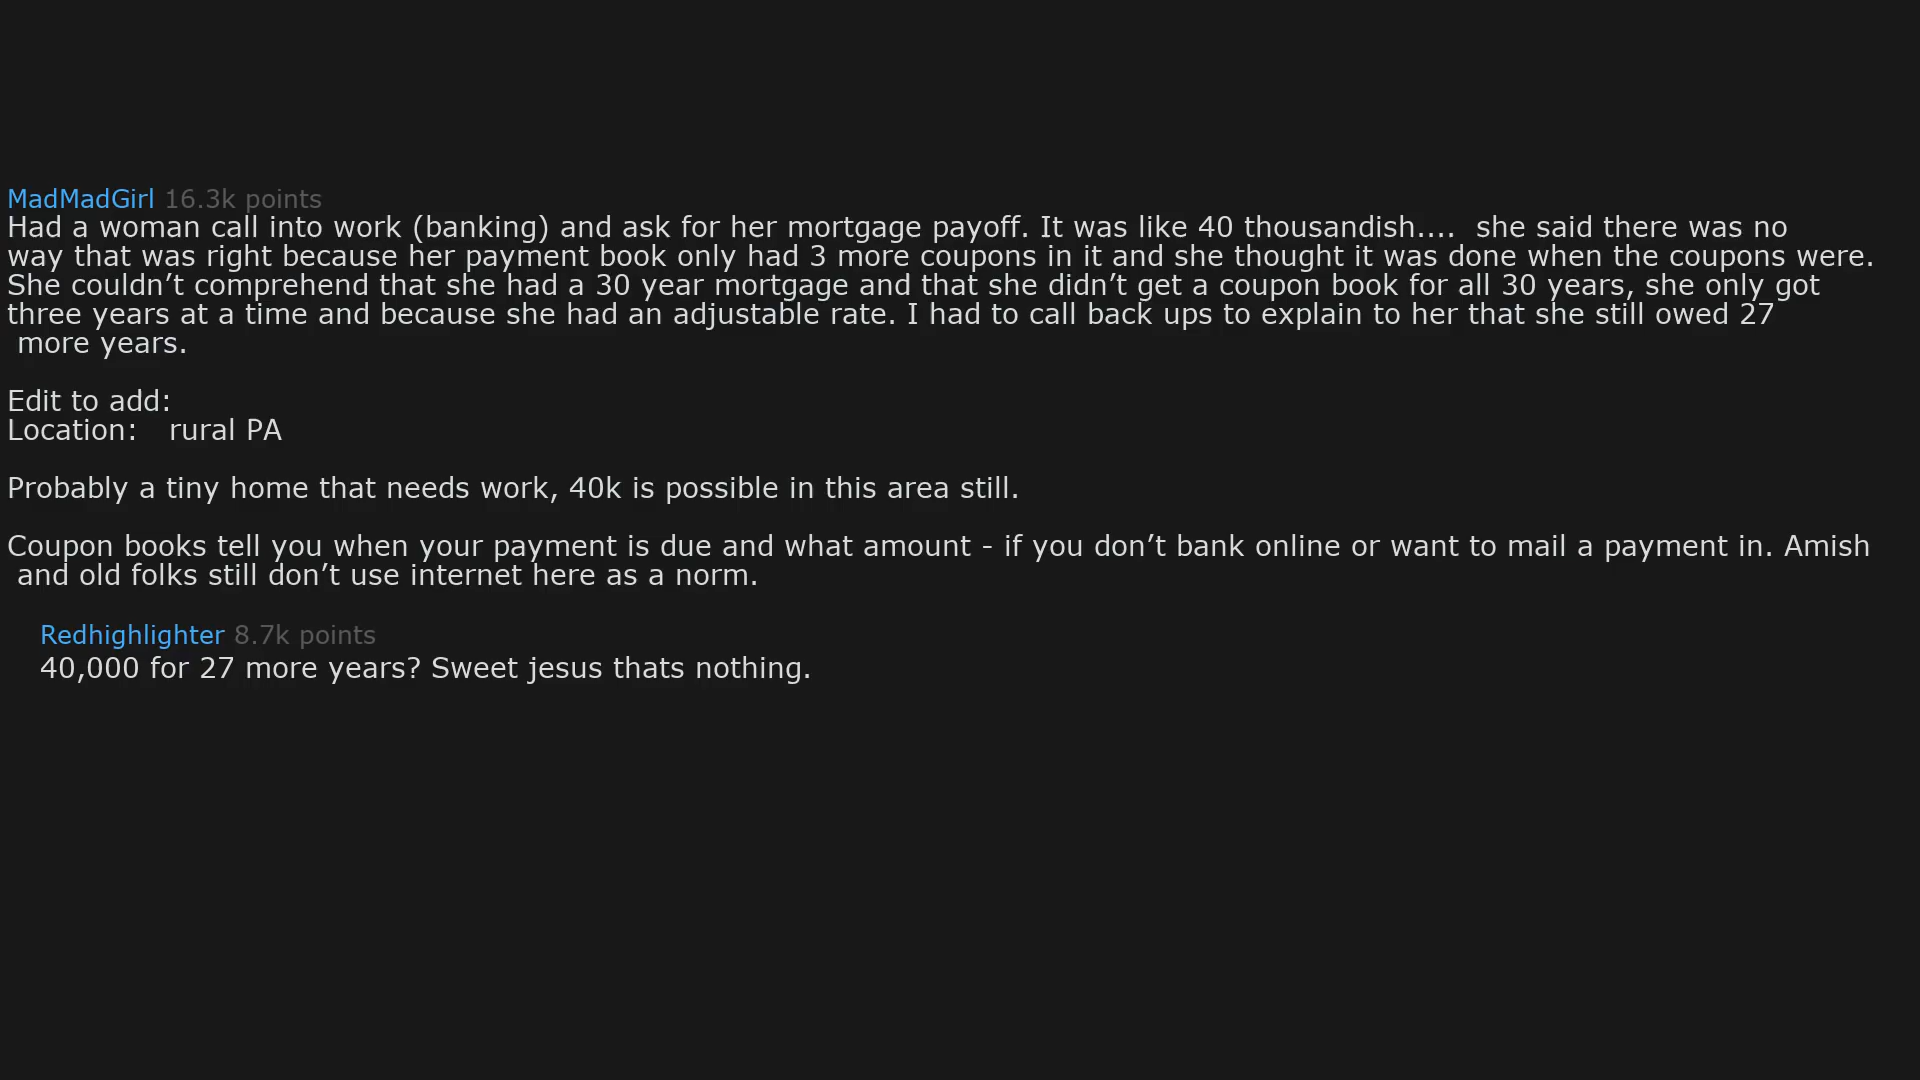 MadMadGirl 16.3k points
Had a woman call into work (banking) and ask for her mortgage payoff. It was like 40 thousandish....  she said there was no
way that was right because her payment book only had 3 more coupons in it and she thought it was done when the coupons were.
She couldn’t comprehend that she had a 30 year mortgage and that she didn’t get a coupon book for all 30 years, she only got
three years at a time and because she had an adjustable rate. I had to call back ups to explain to her that she still owed 27
more years.
Edit to add:
Location:   rural PA
Probably a tiny home that needs work, 40k is possible in this area still.
Coupon books tell you when your payment is due and what amount - if you don’t bank online or want to mail a payment in. Amish
and old folks still don’t use internet here as a norm.
Redhighlighter 8.7k points
40,000 for 27 more years? Sweet jesus thats nothing.